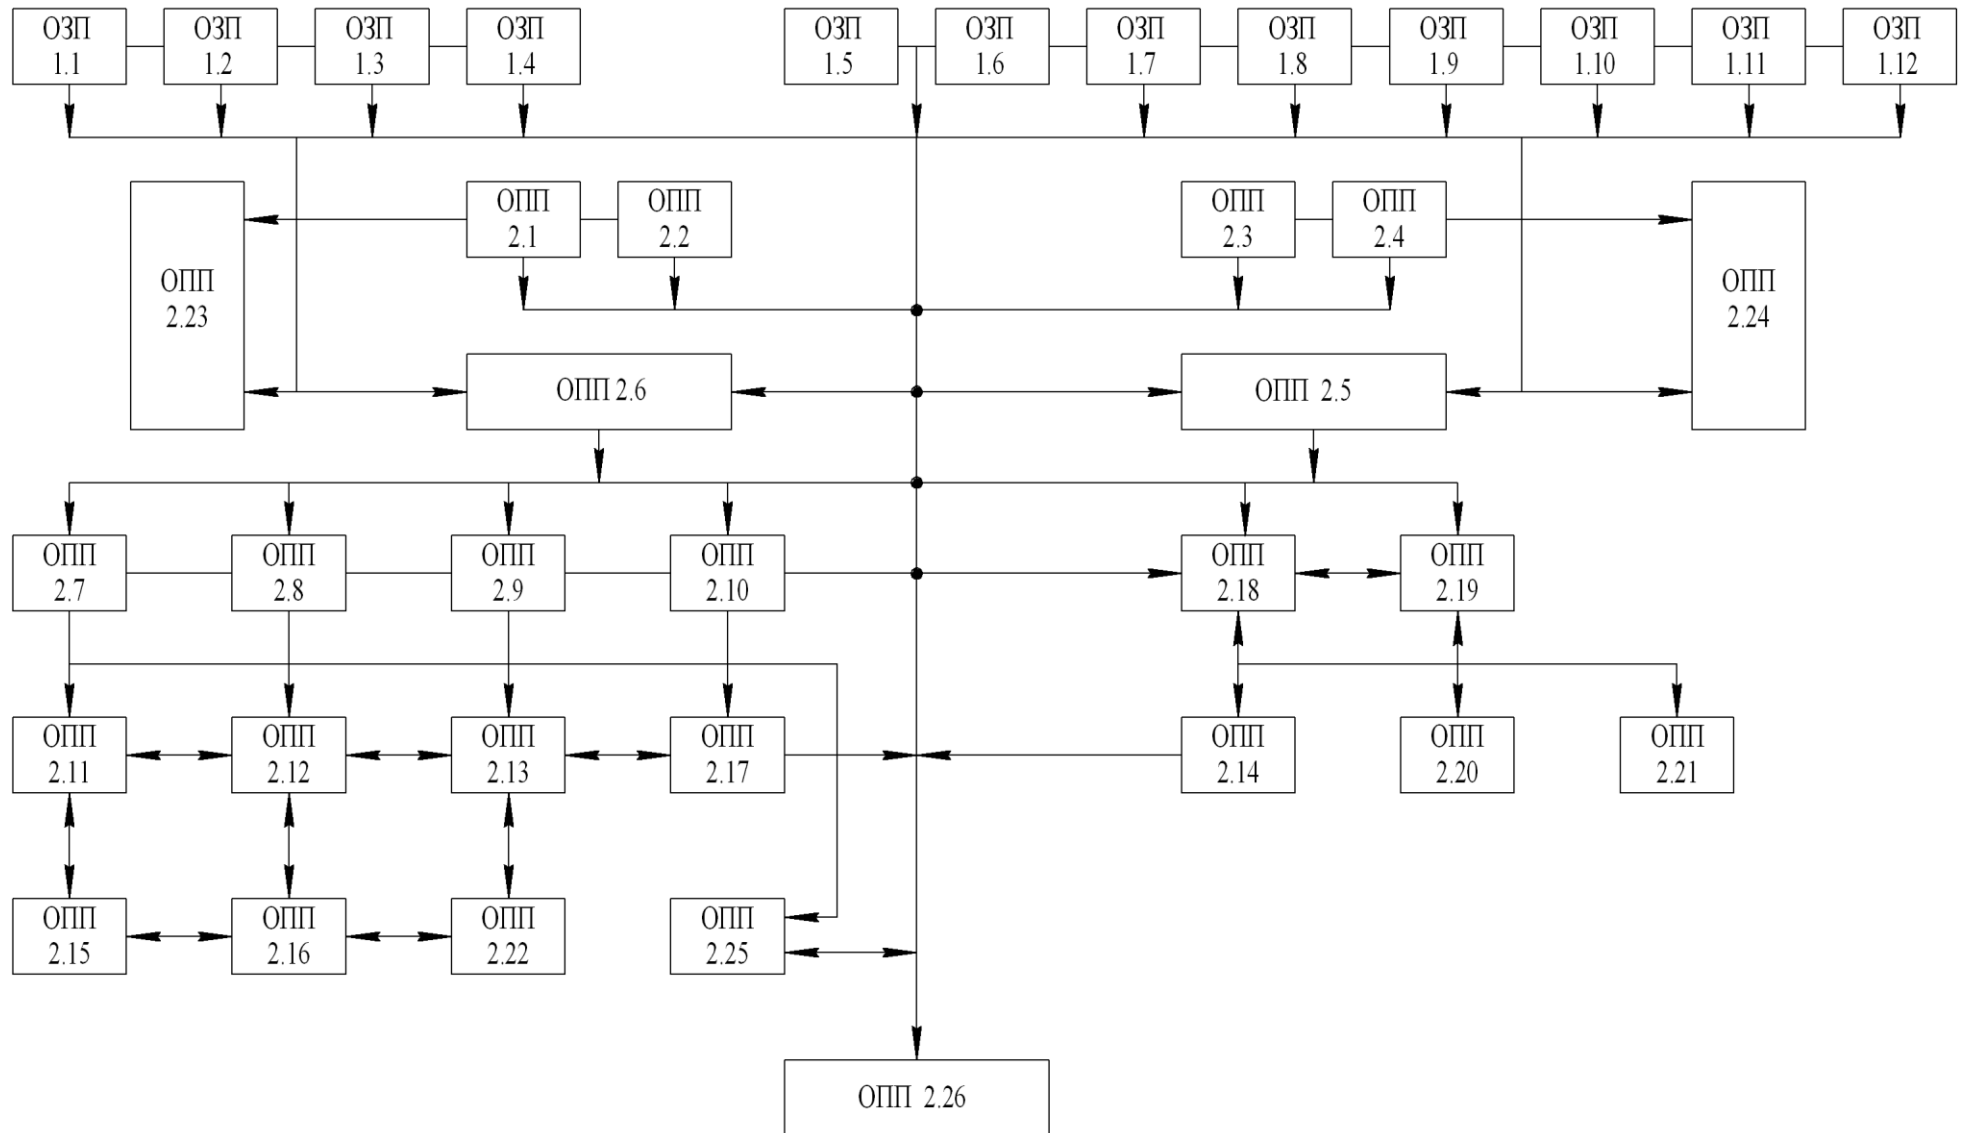 ОЗП
1.1
ОЗП
1.2
ОЗП
1.3
ОЗП
1.4
ОЗП
1.5
ОЗП
1.6
ОЗП
1.7
ОЗП
1.8
ОЗП
1.9
ОЗП
1.10
ОЗП
1.11
ОЗП
1.12
ОПП
2.23
ОПП
2.1
ОПП
2.2
ОПП
2.3
ОПП
2.4
ОПП
2.24
ОПП 2.6
ОПП 2.5
ОПП
2.7
ОПП
2.8
ОПП
2.9
ОПП
2.10
ОПП
2.18
ОПП
2.19
ОПП
2.11
ОПП
2.12
ОПП
2.13
ОПП
2.17
ОПП
2.14
ОПП
2.20
ОПП
2.21
ОПП
2.15
ОПП
2.16
ОПП
2.22
ОПП
2.25
ОПП 2.26